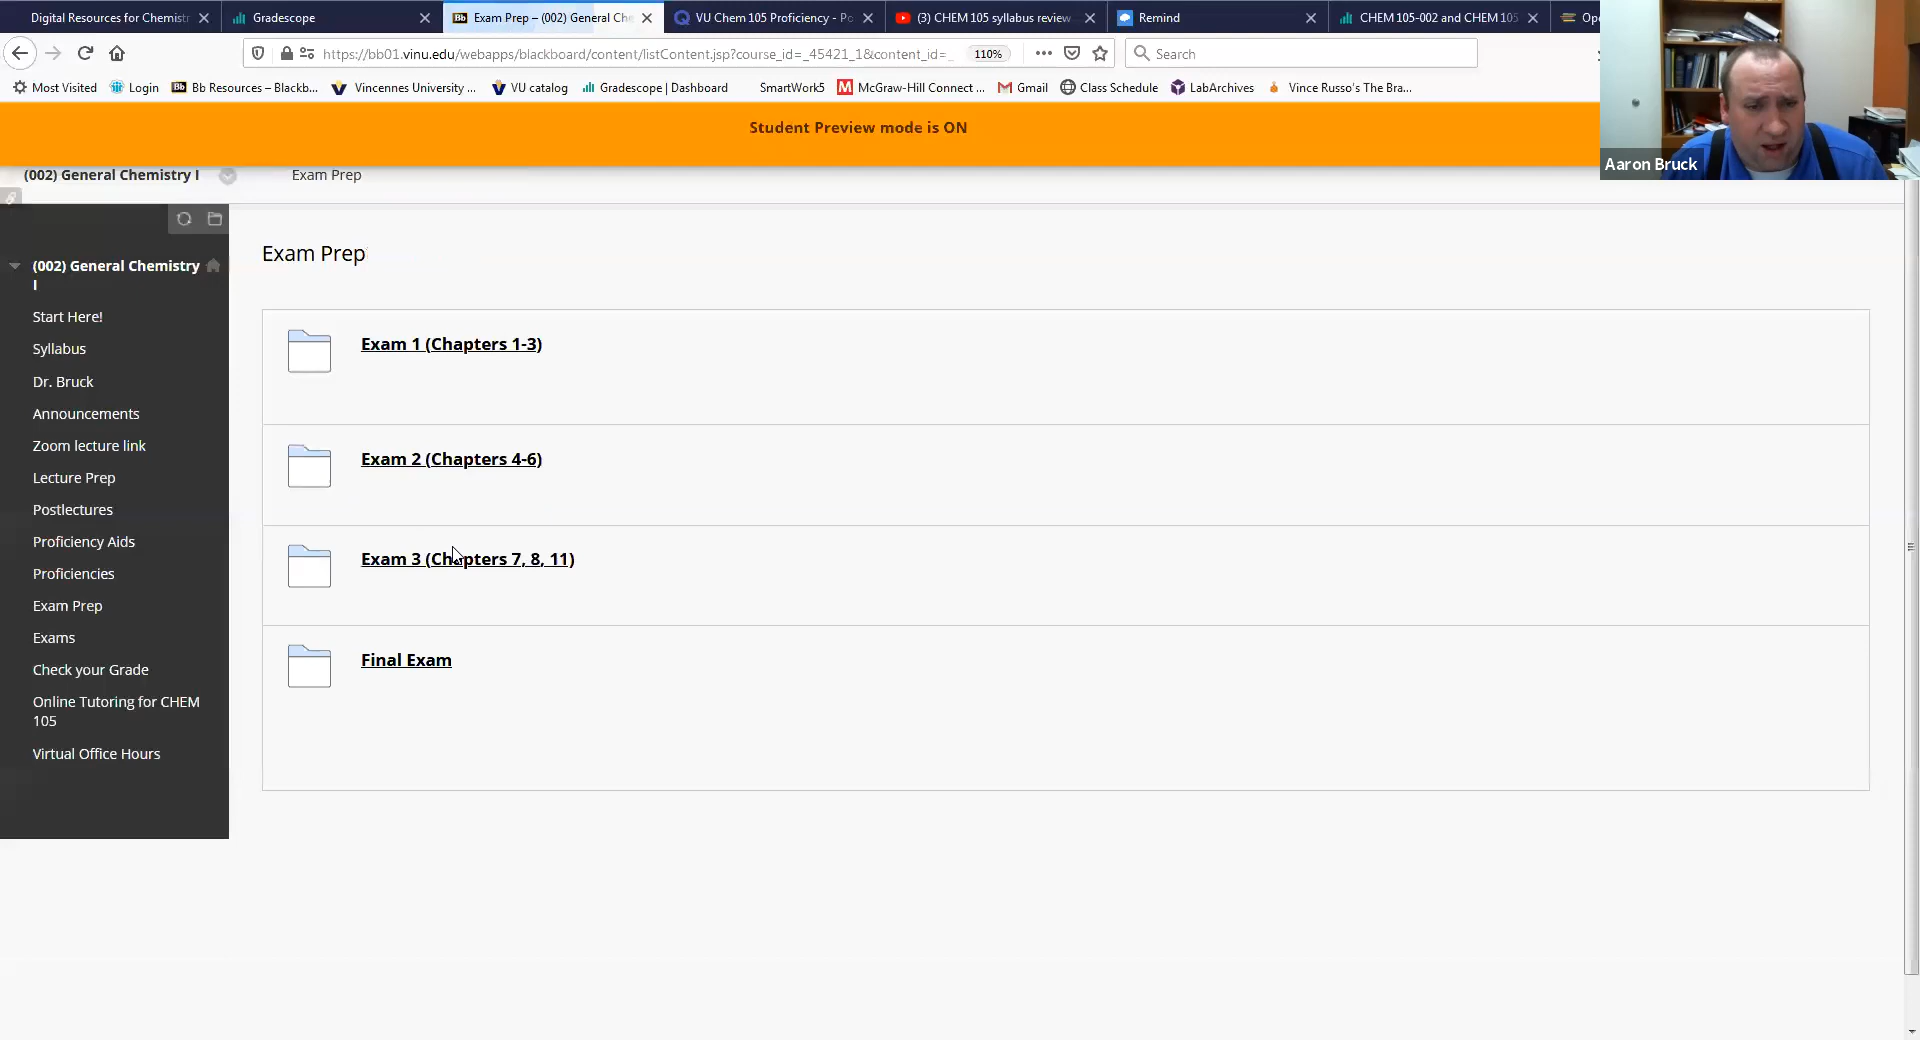 Digital Resources for Chemist
Gradescope
Bb Exam Prep – (002) General Che
VU Chem 105 Proficiency - Po
(3) CHEM 105 syllabus review
Remind
CHEM 105-002 and CHEM 105
Ope
https://bb01.vinu.edu/webapps/blackboard/content/listContent.jsp?course_id=_45421_1&content_id=_
110%
Search
Most Visited
Login
Bb Bb Resources – Blackb...
Vincennes University ...
VU catalog
Gradescope | Dashboard
SmartWork5
M McGraw-Hill Connect ...
Gmail
Class Schedule
LabArchives
Vince Russo's The Bra...
Student Preview mode is ON
Aaron Bruck
(002) General Chemistry I
Exam Prep
(002) General Chemistry
I
Start Here!
Syllabus
Dr. Bruck
Announcements
Zoom lecture link
Lecture Prep
Postlectures
Proficiency Aids
Proficiencies
Exam Prep
Exams
Check your Grade
Online Tutoring for CHEM
105
Virtual Office Hours
Exam Prep
Exam 1 (Chapters 1-3)
Exam 2 (Chapters 4-6)
Exam 3 (Chapters 7, 8, 11)
Final Exam